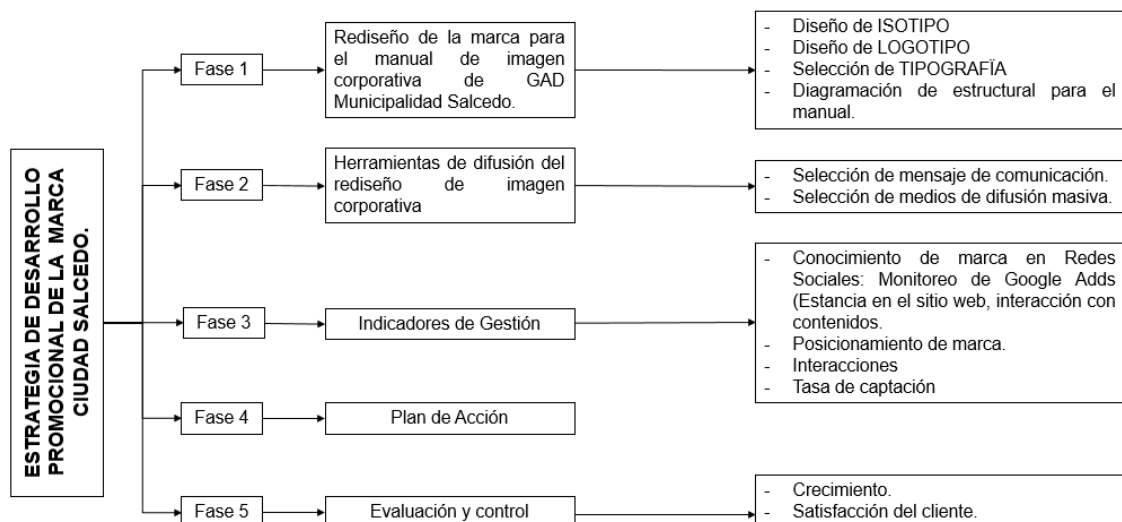 ESTRATEGIA DE DESARROLLO
PROMOCIONAL DE LA MARCA
CIUDAD SALCEDO.
Fase 1
Rediseño de la marca para
el manual de imagen
corporativa de GAD
Municipalidad Salcedo.
- Diseño de ISOTIPO
- Diseño de LOGOTIPO
- Selección de TIPOGRAFÏA
- Diagramación de estructural para el
manual.
Fase 2
Herramientas de difusión del
rediseño de imagen
corporativa
- Selección de mensaje de comunicación.
- Selección de medios de difusión masiva.
Fase 3
Indicadores de Gestión
- Conocimiento de marca en Redes
Sociales: Monitoreo de Google Adds
(Estancia en el sitio web, interacción con
contenidos.
- Posicionamiento de marca.
- Interacciones
- Tasa de captación
Fase 4
Plan de Acción
Fase 5
Evaluación y control
- Crecimiento.
- Satisfacción del cliente.